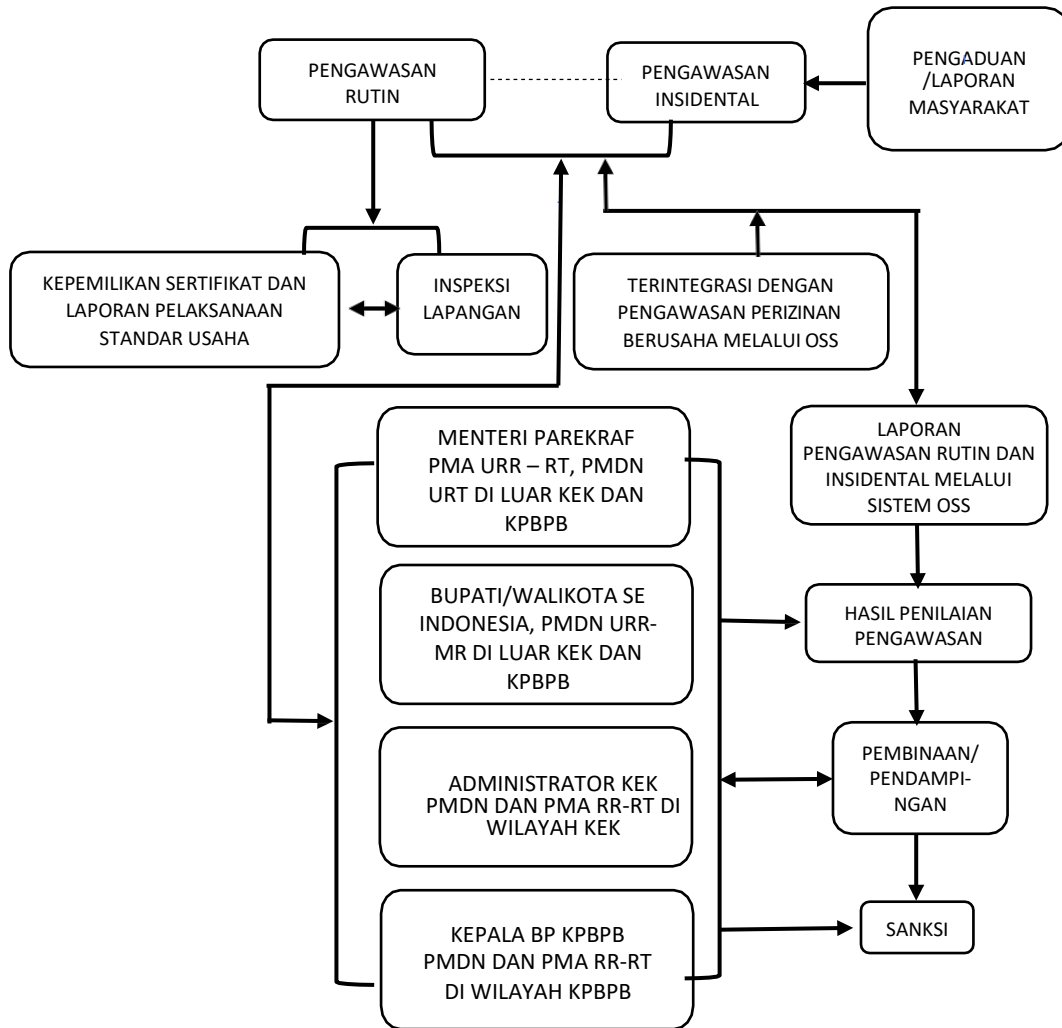 PENGAWASAN
RUTIN
PENGAWASAN
INSIDENTAL
PENGADUAN
/LAPORAN
MASYARAKAT
KEPEMILIKAN SERTIFIKAT DAN
LAPORAN PELAKSANAAN
STANDAR USAHA
INSPEKSI
LAPANGAN
TERINTEGRASI DENGAN
PENGAWASAN PERIZINAN
BERUSAHA MELALUI OSS
MENTERI PAREKRAF
PMA URR – RT, PMDN
URT DI LUAR KEK DAN
KPBPB
LAPORAN
PENGAWASAN RUTIN DAN
INSIDENTAL MELALUI
SISTEM OSS
BUPATI/WALIKOTA SE
INDONESIA, PMDN URR-
MR DI LUAR KEK DAN
KPBPB
HASIL PENILAIAN
PENGAWASAN
ADMINISTRATOR KEK
PMDN DAN PMA RR-RT DI
WILAYAH KEK
PEMBINAAN/
PENDAMPI-
NGAN
KEPALA BP KPBPB
PMDN DAN PMA RR-RT
DI WILAYAH KPBPB
SANKSI